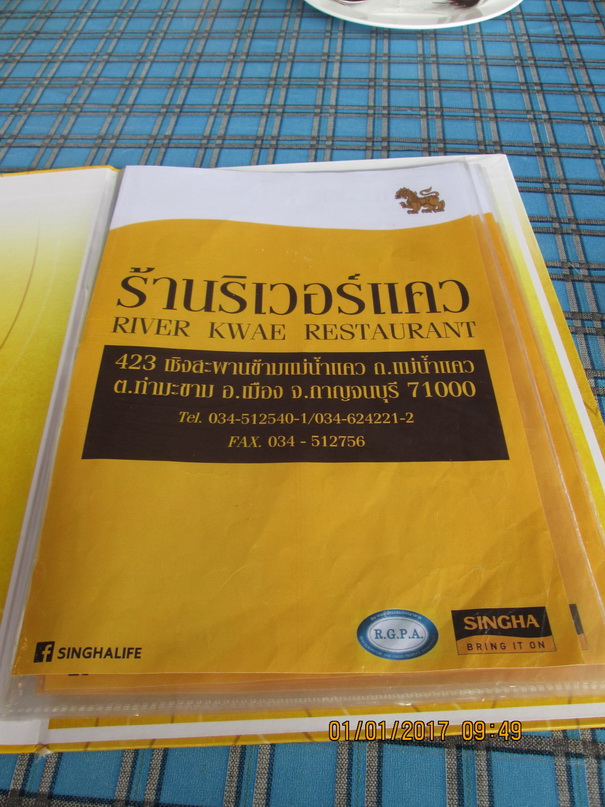 ร้านริเวอร์แคว
RIVER KWAE RESTAURANT
423 เชิงสะพานข้ามแม่น้ำแคว ถ.แม่น้ำแคว
ต.ท่ามะขาม อ.เมือง จ.กาญจนบุรี 71000
Tel. 034-512540-1/034-624221-2
FAX. 034 - 512756
f SINGHALIFE
R.G.P.A.
SINGHA
BRING IT ON
01/01/2017 09:49